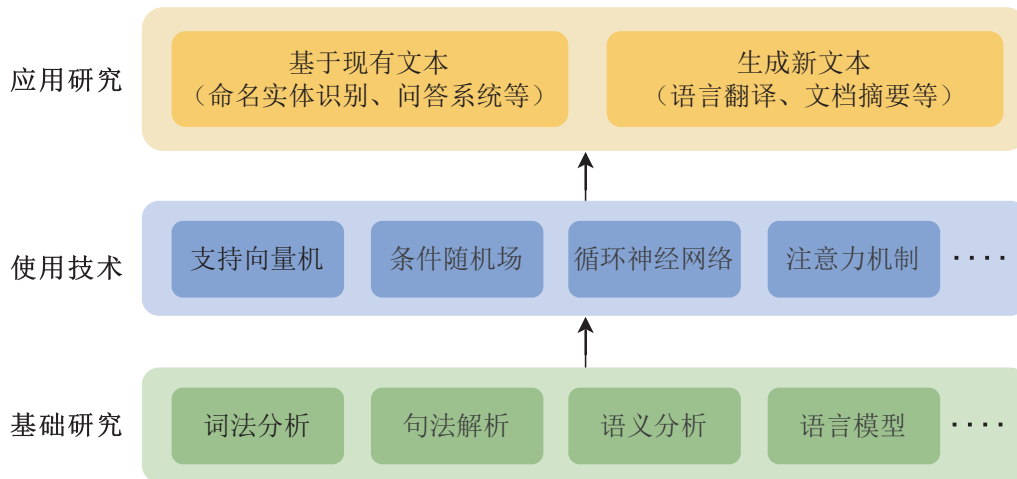 应用研究
基于现有文本
（命名实体识别、问答系统等）
生成新文本
（语言翻译、文档摘要等）
使用技术
支持向量机
条件随机场
循环神经网络
注意力机制
····
基础研究
词法分析
句法解析
语义分析
语言模型
····